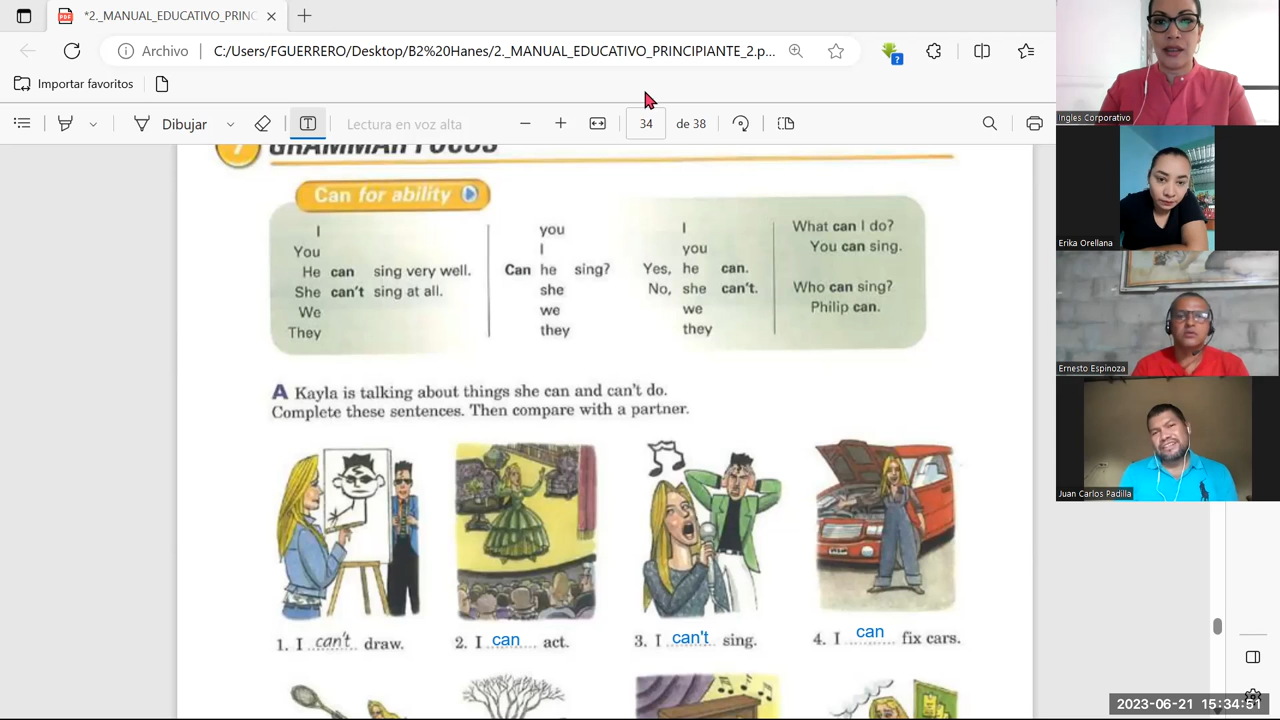 *2._MANUAL_EDUCATIVO_PRINC
Archivo
C:/Users/FGUERRERO/Desktop/B2%20Hanes/2._MANUAL_EDUCATIVO_PRINCIPIANTE_2.p...
Importar favoritos
Dibujar
Lectura en voz alta
34
de 38
GRAMMAR FOCUS
Can for ability
I
You
He can sing very well.
She can't sing at all.
We
They
you
I
Can he sing?
she
we
they
I
you
Yes, he can.
No, she can't.
we
they
What can I do?
You can sing.
Who can sing?
Philip can.
A Kayla is talking about things she can and can't do.
Complete these sentences. Then compare with a partner.
1. I can't draw.
2. I can act.
3. I can't sing.
4. I can fix cars.
Ingles Corporativo
Erika Orellana
Ernesto Espinoza
Juan Carlos Padilla
2023-06-21 15:34:51